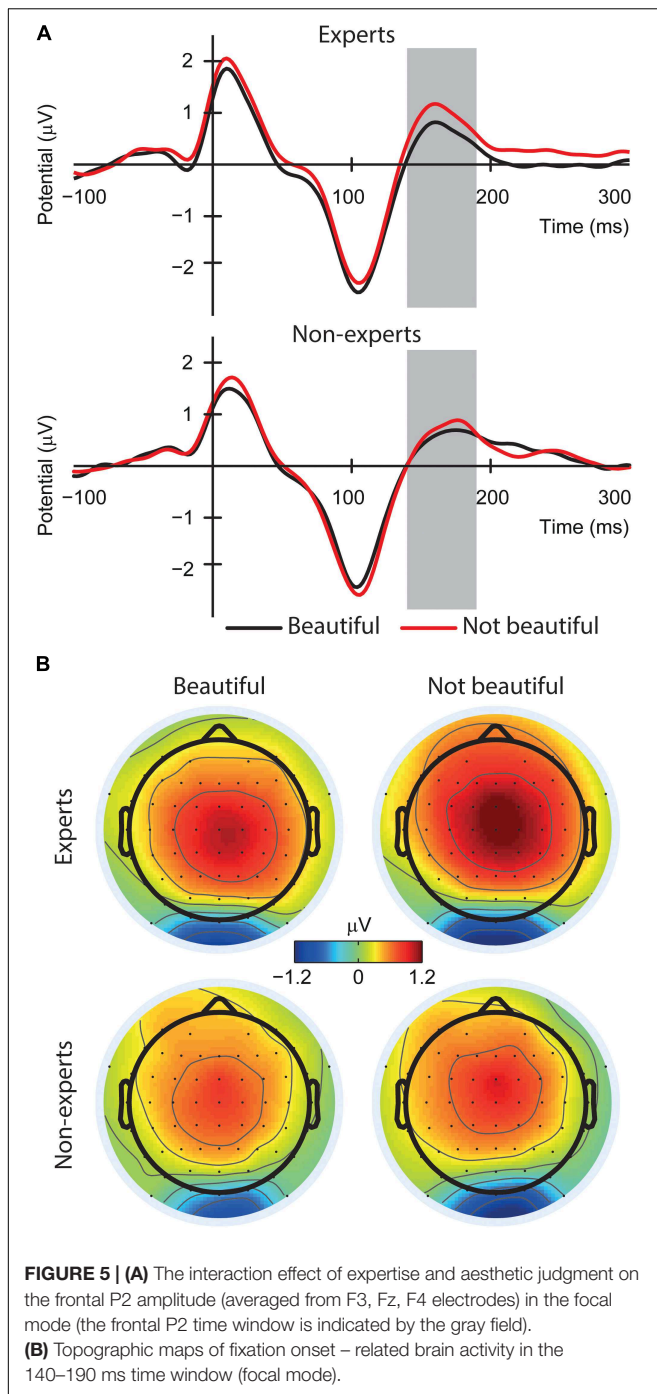 A
Experts
2
1
−1
−2
Potential (µV)
−100
100
200
300
Time (ms)
Non-experts
2
1
−1
−2
Potential (µV)
−100
100
200
300
Time (ms)
Beautiful Not beautiful
B
Beautiful Not beautiful
Experts
µV
−1.2 0 1.2
Non-experts
FIGURE 5 | (A) The interaction effect of expertise and aesthetic judgment on
the frontal P2 amplitude (averaged from F3, Fz, F4 electrodes) in the focal
mode (the frontal P2 time window is indicated by the gray field).
(B) Topographic maps of fixation onset – related brain activity in the
140–190 ms time window (focal mode).